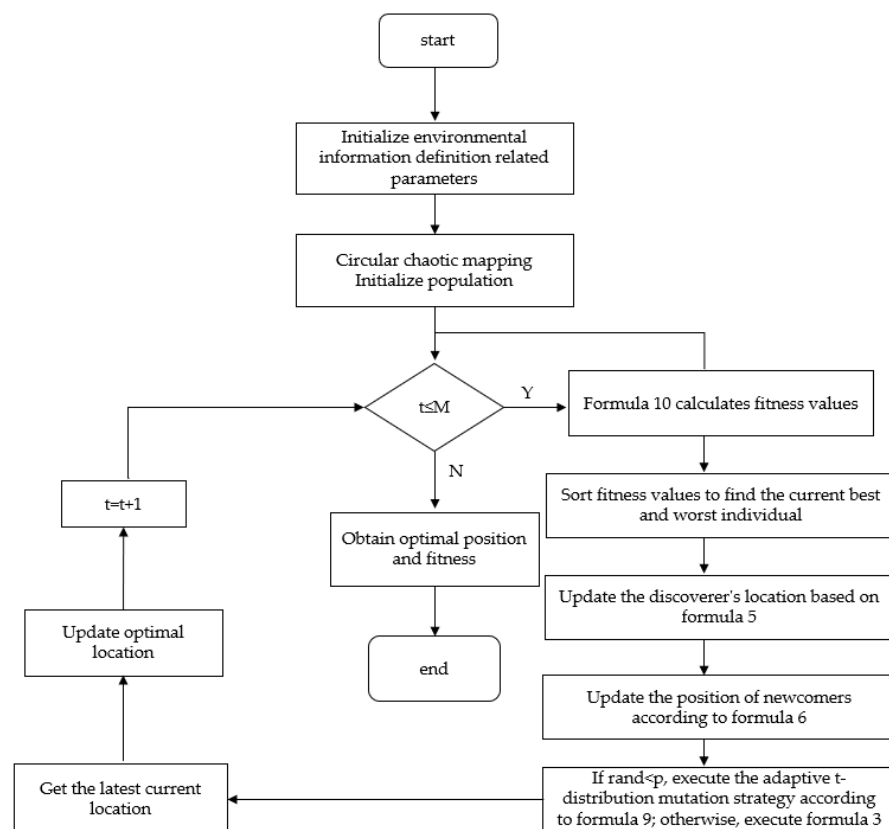 start
Initialize environmental
information definition related
parameters
Circular chaotic mapping
Initialize population
t≤M
Y
Formula 10 calculates fitness values
N
Sort fitness values to find the current best
and worst individual
t=t+1
Obtain optimal position
and fitness
Update the discoverer's location based on
formula 5
Update optimal
location
end
Update the position of newcomers
according to formula 6
Get the latest current
location
If rand<p, execute the adaptive t-
distribution mutation strategy according
to formula 9; otherwise, execute formula 3